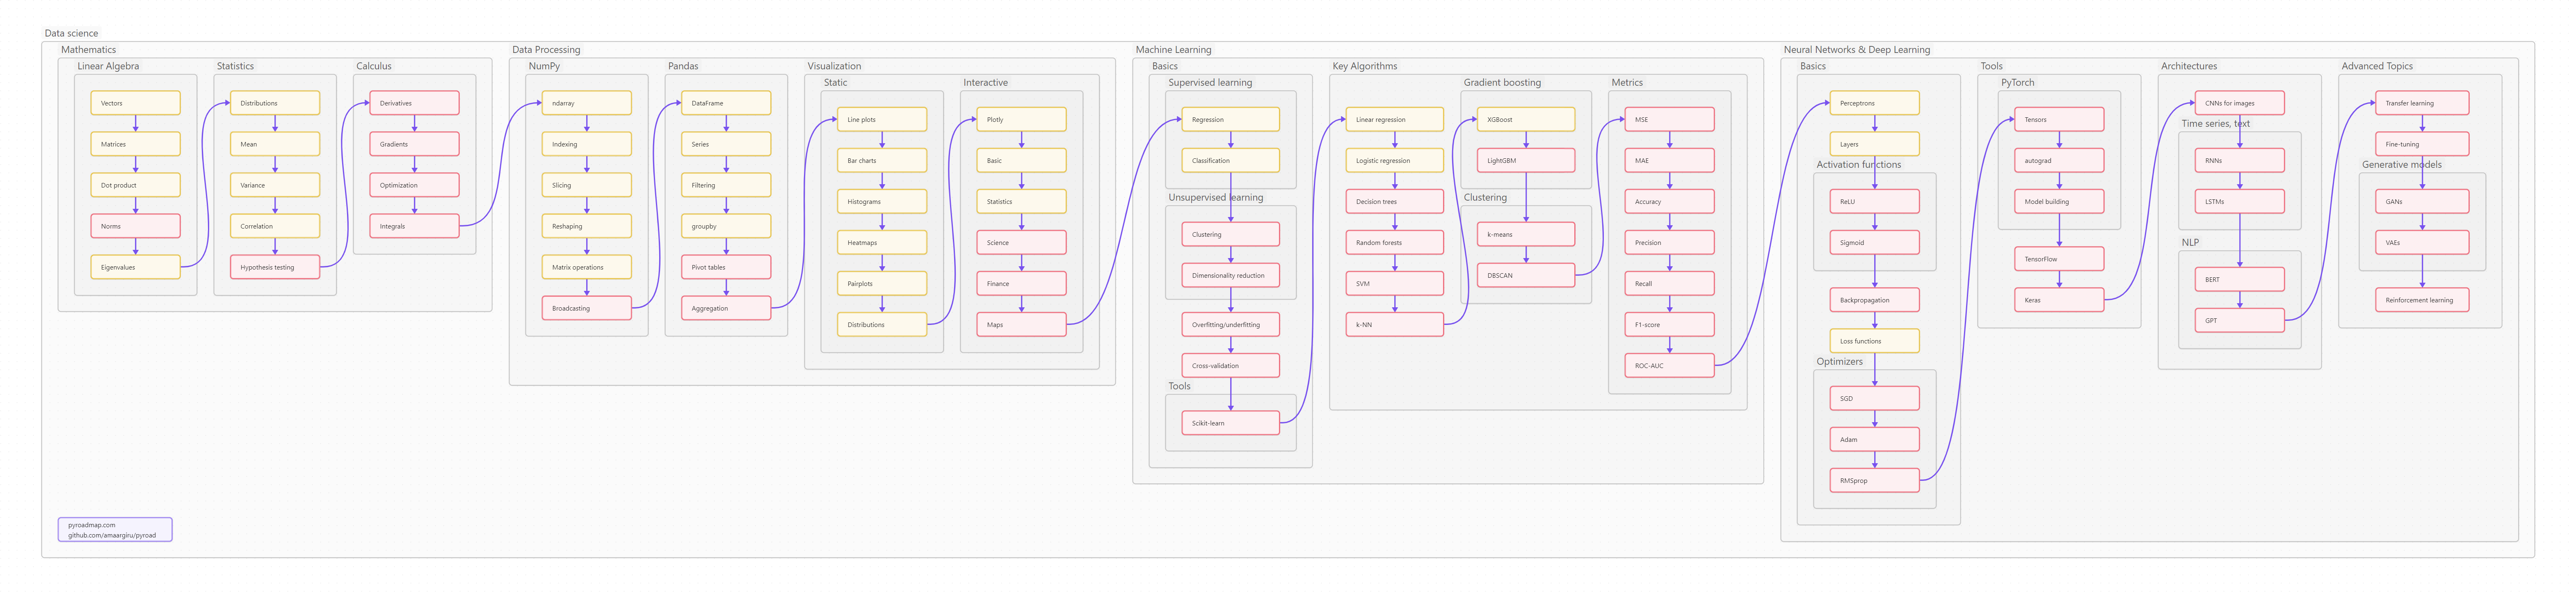 Data science
Mathematics
Linear Algebra
Vectors
Matrices
Dot product
Norms
Eigenvalues
Statistics
Distributions
Mean
Variance
Correlation
Hypothesis testing
Calculus
Derivatives
Gradients
Optimization
Integrals
Data Processing
NumPy
ndarray
Indexing
Slicing
Reshaping
Matrix operations
Broadcasting
Pandas
DataFrame
Series
Filtering
groupby
Pivot tables
Aggregation
Visualization
Static
Line plots
Bar charts
Histograms
Heatmaps
Pairplots
Distributions
Interactive
Plotly
Basic
Statistics
Science
Finance
Maps
Machine Learning
Basics
Supervised learning
Regression
Classification
Unsupervised learning
Clustering
Dimensionality reduction
Overfitting/underfitting
Cross-validation
Tools
Scikit-learn
Key Algorithms
Linear regression
Logistic regression
Decision trees
Random forests
SVM
k-NN
Gradient boosting
XGBoost
LightGBM
Clustering
k-means
DBSCAN
Metrics
MSE
MAE
Accuracy
Precision
Recall
F1-score
ROC-AUC
Neural Networks & Deep Learning
Basics
Perceptrons
Layers
Activation functions
ReLU
Sigmoid
Backpropagation
Loss functions
Optimizers
SGD
Adam
RMSprop
Tools
PyTorch
Tensors
autograd
Model building
TensorFlow
Keras
Architectures
CNNs for images
Time series, text
RNNs
LSTMs
NLP
BERT
GPT
Advanced Topics
Transfer learning
Fine-tuning
Generative models
GANs
VAEs
Reinforcement learning
pyroadmap.com
github.com/amaargiru/pyroad